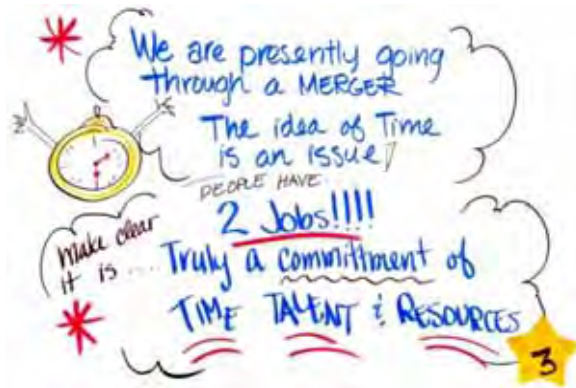 We are presently going
through a MERGER
The idea of Time
is an issue!
PEOPLE HAVE
2 Jobs!!!!
make clear
it is ....
Truly a committment of
TIME TALENT & RESOURCES
3